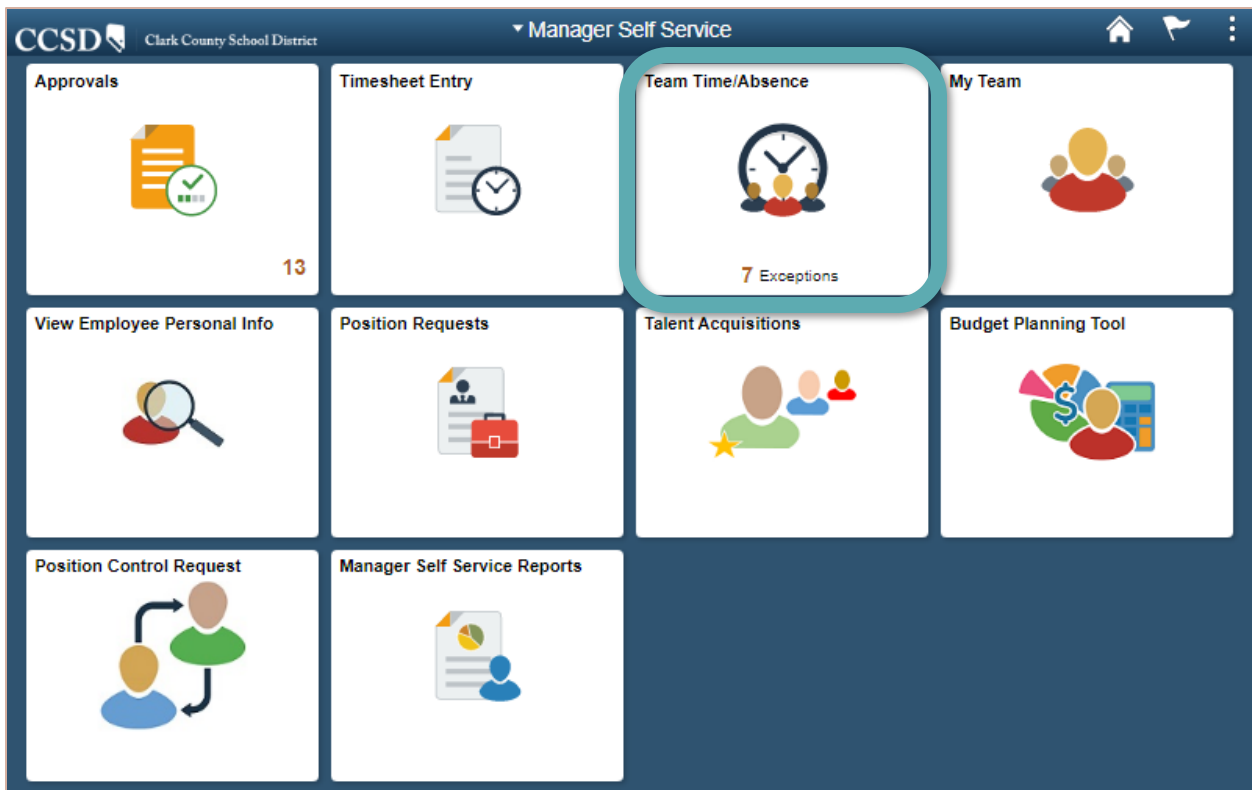 CCSD Clark County School District
Manager Self Service
Approvals
13
Timesheet Entry
Team Time/Absence
7 Exceptions
My Team
View Employee Personal Info
Position Requests
Talent Acquisitions
Budget Planning Tool
$
Position Control Request
Manager Self Service Reports